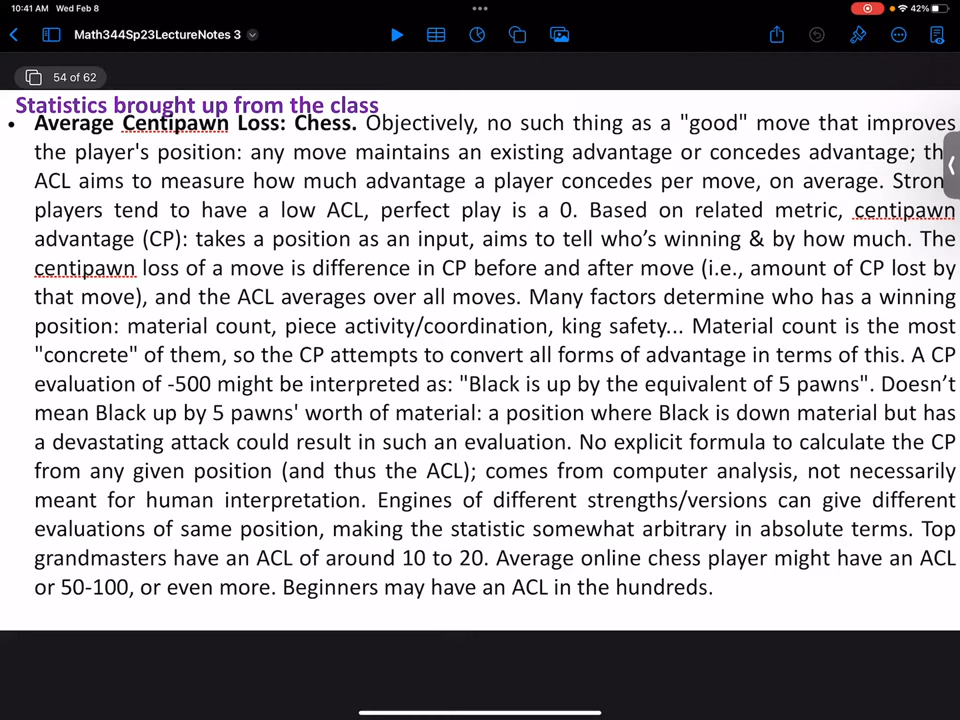 10:41 AM Wed Feb 8
42%
Math344Sp23LectureNotes 3
54 of 62
Statistics brought up from the class
• Average Centipawn Loss: Chess. Objectively, no such thing as a "good" move that improves
the player's position: any move maintains an existing advantage or concedes advantage; th
ACL aims to measure how much advantage a player concedes per move, on average. Stron
players tend to have a low ACL, perfect play is a 0. Based on related metric, centipawn
advantage (CP): takes a position as an input, aims to tell who's winning & by how much. The
centipawn loss of a move is difference in CP before and after move (i.e., amount of CP lost by
that move), and the ACL averages over all moves. Many factors determine who has a winning
position: material count, piece activity/coordination, king safety... Material count is the most
"concrete" of them, so the CP attempts to convert all forms of advantage in terms of this. A CP
evaluation of -500 might be interpreted as: "Black is up by the equivalent of 5 pawns". Doesn't
mean Black up by 5 pawns' worth of material: a position where Black is down material but has
a devastating attack could result in such an evaluation. No explicit formula to calculate the CP
from any given position (and thus the ACL); comes from computer analysis, not necessarily
meant for human interpretation. Engines of different strengths/versions can give different
evaluations of same position, making the statistic somewhat arbitrary in absolute terms. Top
grandmasters have an ACL of around 10 to 20. Average online chess player might have an ACL
or 50-100, or even more. Beginners may have an ACL in the hundreds.